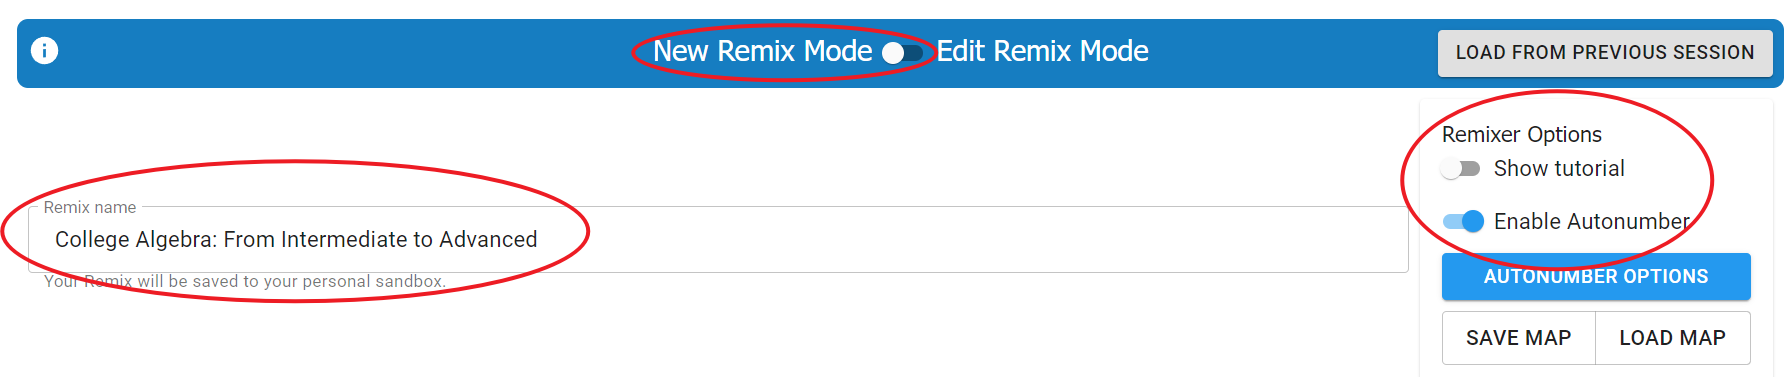 New Remix Mode Edit Remix Mode
LOAD FROM PREVIOUS SESSION
Remix name
College Algebra: From Intermediate to Advanced
Your Remix will be saved to your personal sandbox.
Remixer Options
Show tutorial
Enable Autonumber
AUTONUMBER OPTIONS
SAVE MAP LOAD MAP